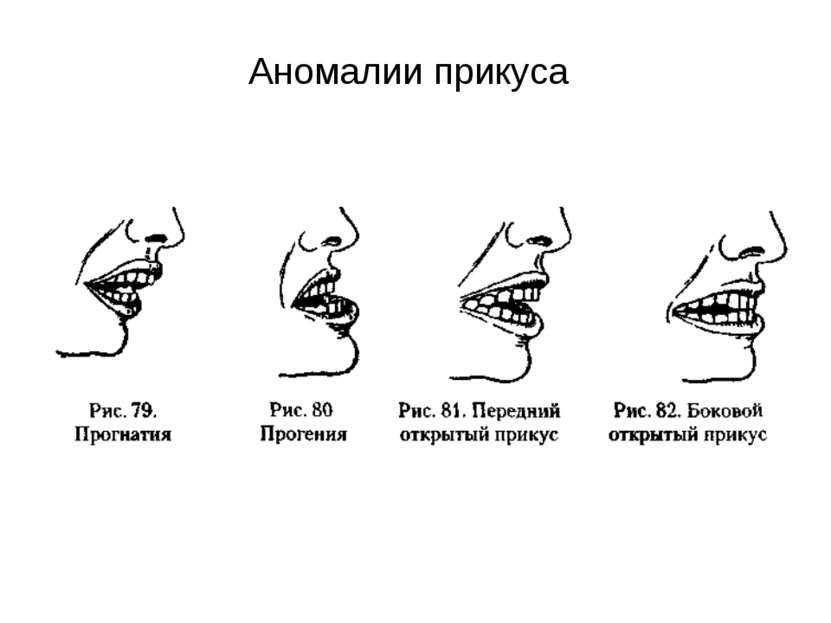 Аномалии прикуса
Рис. 79.
Прогнатия
Рис. 80
Прогения
Рис. 81. Передний
открытый прикус
Рис. 82. Боковой
открытый прикус